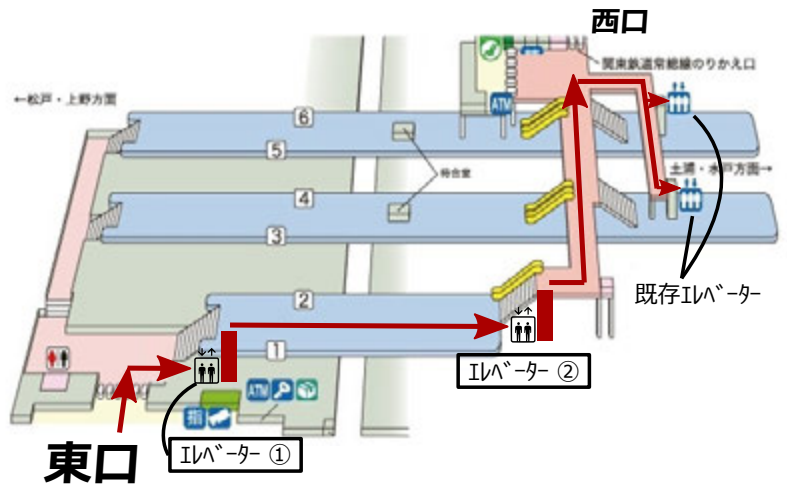 西口
関東鉄道常総線のりかえ口
←松戸・上野方面
ATM
6
5
待合室
土浦・水戸方面→
4
3
既存ｴﾚﾍﾞｰﾀｰ
2
1
ｴﾚﾍﾞｰﾀｰ ②
ATM
指
東口
ｴﾚﾍﾞｰﾀｰ ①